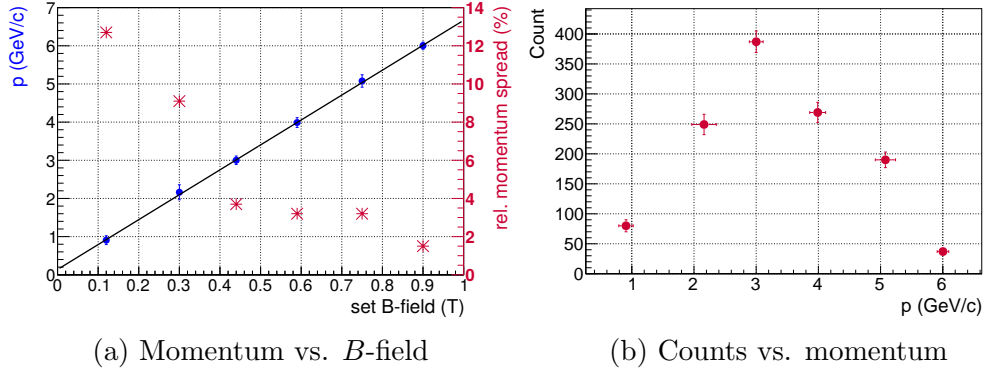 p (GeV/c)
7
6
5
4
3
2
1
0
0 0.1 0.2 0.3 0.4 0.5 0.6 0.7 0.8 0.9 1
set B-field (T)
14
12
10
8
6
4
2
0
rel. momentum spread (%)
(a) Momentum vs. B-field
Count
400
350
300
250
200
150
100
50
0
1 2 3 4 5 6
p (GeV/c)
(b) Counts vs. momentum